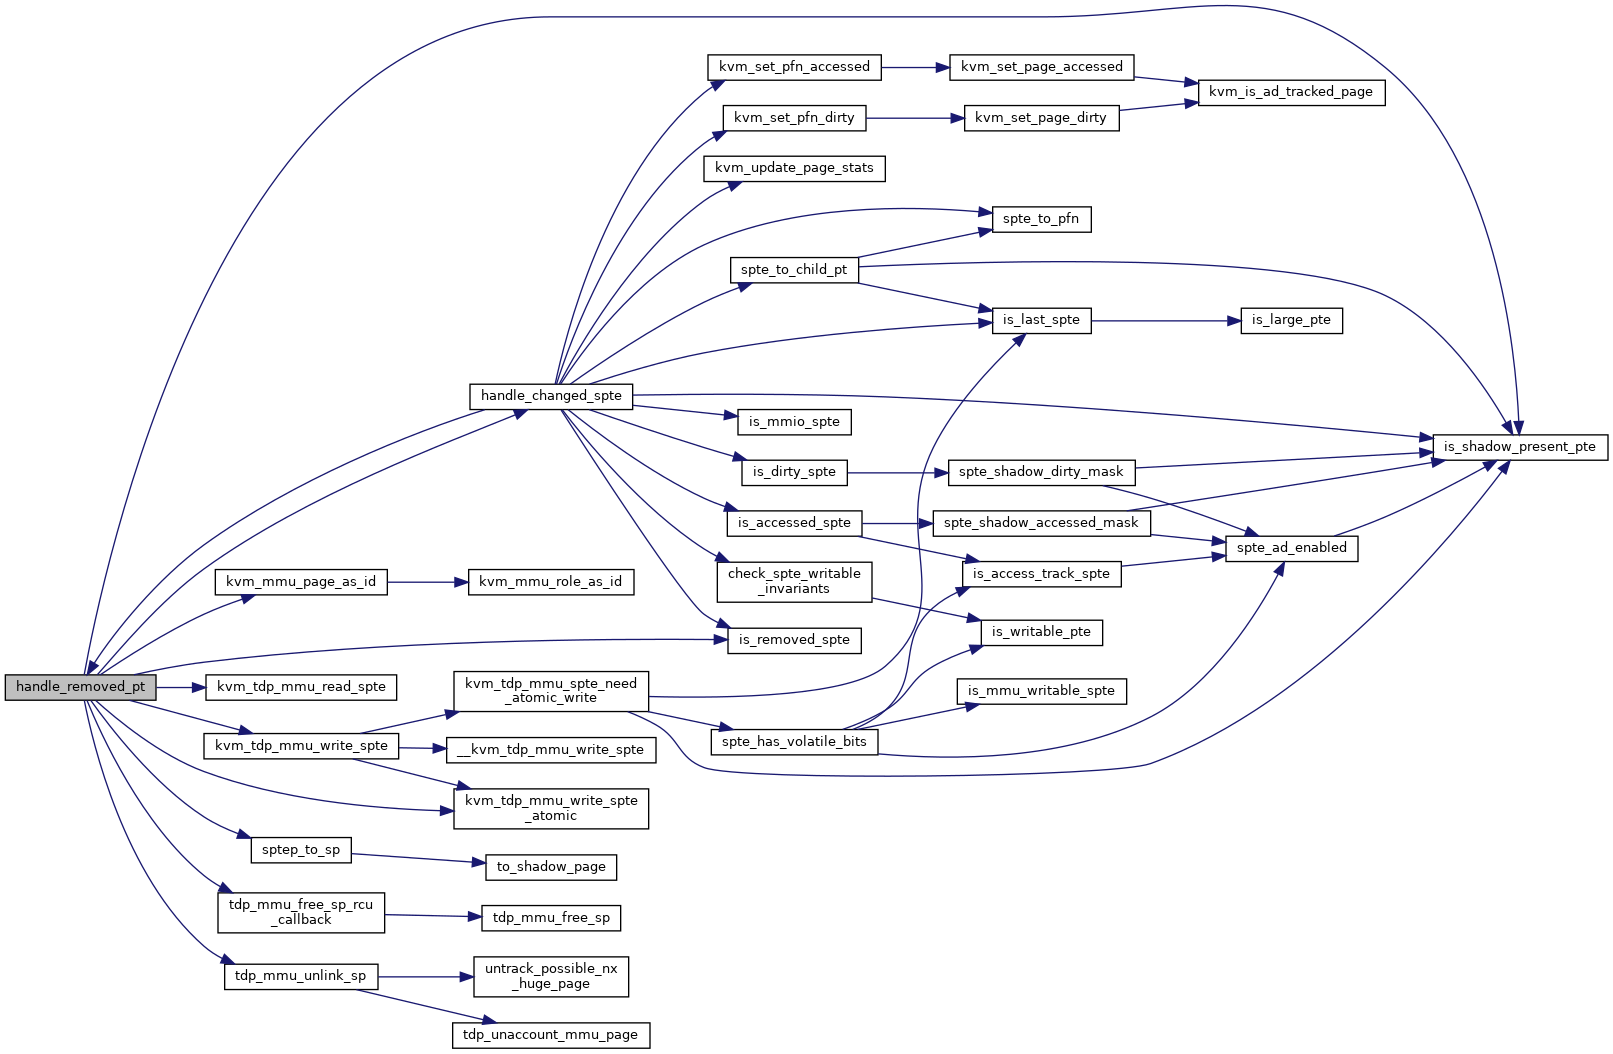 kvm_set_pfn_accessed
kvm_set_page_accessed
kvm_is_ad_tracked_page
kvm_set_pfn_dirty
kvm_set_page_dirty
kvm_update_page_stats
spte_to_pfn
spte_to_child_pt
is_last_spte
is_large_pte
handle_changed_spte
is_mmio_spte
is_shadow_present_pte
is_dirty_spte
spte_shadow_dirty_mask
is_accessed_spte
spte_shadow_accessed_mask
spte_ad_enabled
kvm_mmu_page_as_id
kvm_mmu_role_as_id
check_spte_writable
_invariants
is_access_track_spte
is_removed_spte
is_writable_pte
handle_removed_pt
kvm_tdp_mmu_read_spte
kvm_tdp_mmu_spte_need
_atomic_write
is_mmu_writable_spte
kvm_tdp_mmu_write_spte
__kvm_tdp_mmu_write_spte
spte_has_volatile_bits
kvm_tdp_mmu_write_spte
_atomic
sptep_to_sp
to_shadow_page
tdp_mmu_free_sp_rcu
_callback
tdp_mmu_free_sp
tdp_mmu_unlink_sp
untrack_possible_nx
_huge_page
tdp_unaccount_mmu_page